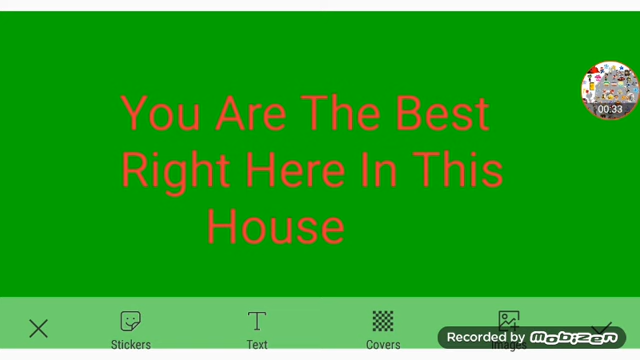 You Are The Best
Right Here In This
House
00:33
Stickers
Text
Covers
Images
Recorded by Mobizen